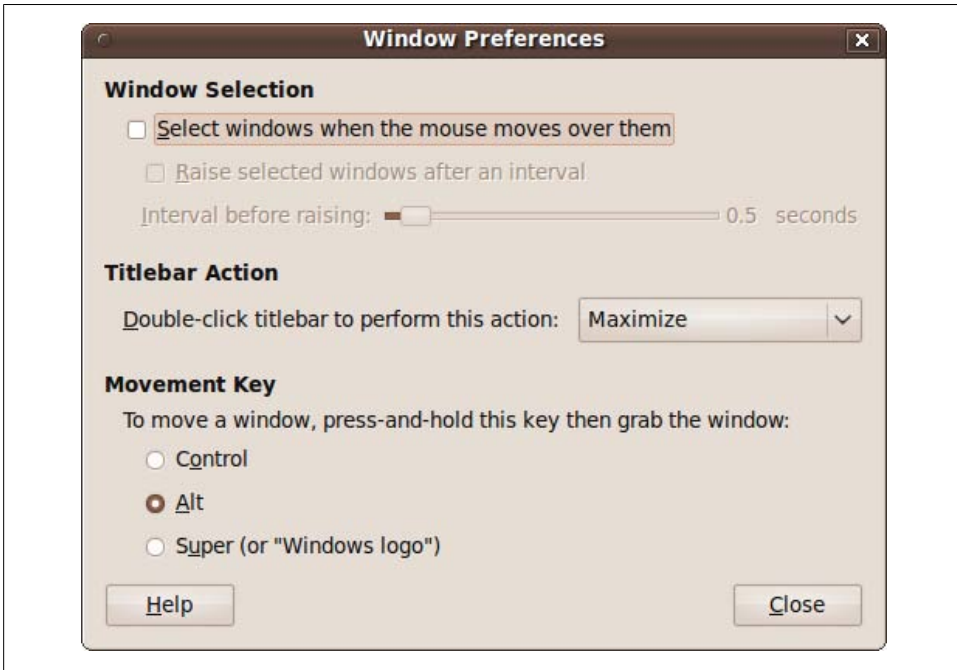 Window Preferences
Window Selection
Select windows when the mouse moves over them
Raise selected windows after an interval
Interval before raising: 0.5 seconds
Titlebar Action
Double-click titlebar to perform this action: Maximize
Movement Key
To move a window, press-and-hold this key then grab the window:
Control
Alt
Super (or "Windows logo")
Help Close